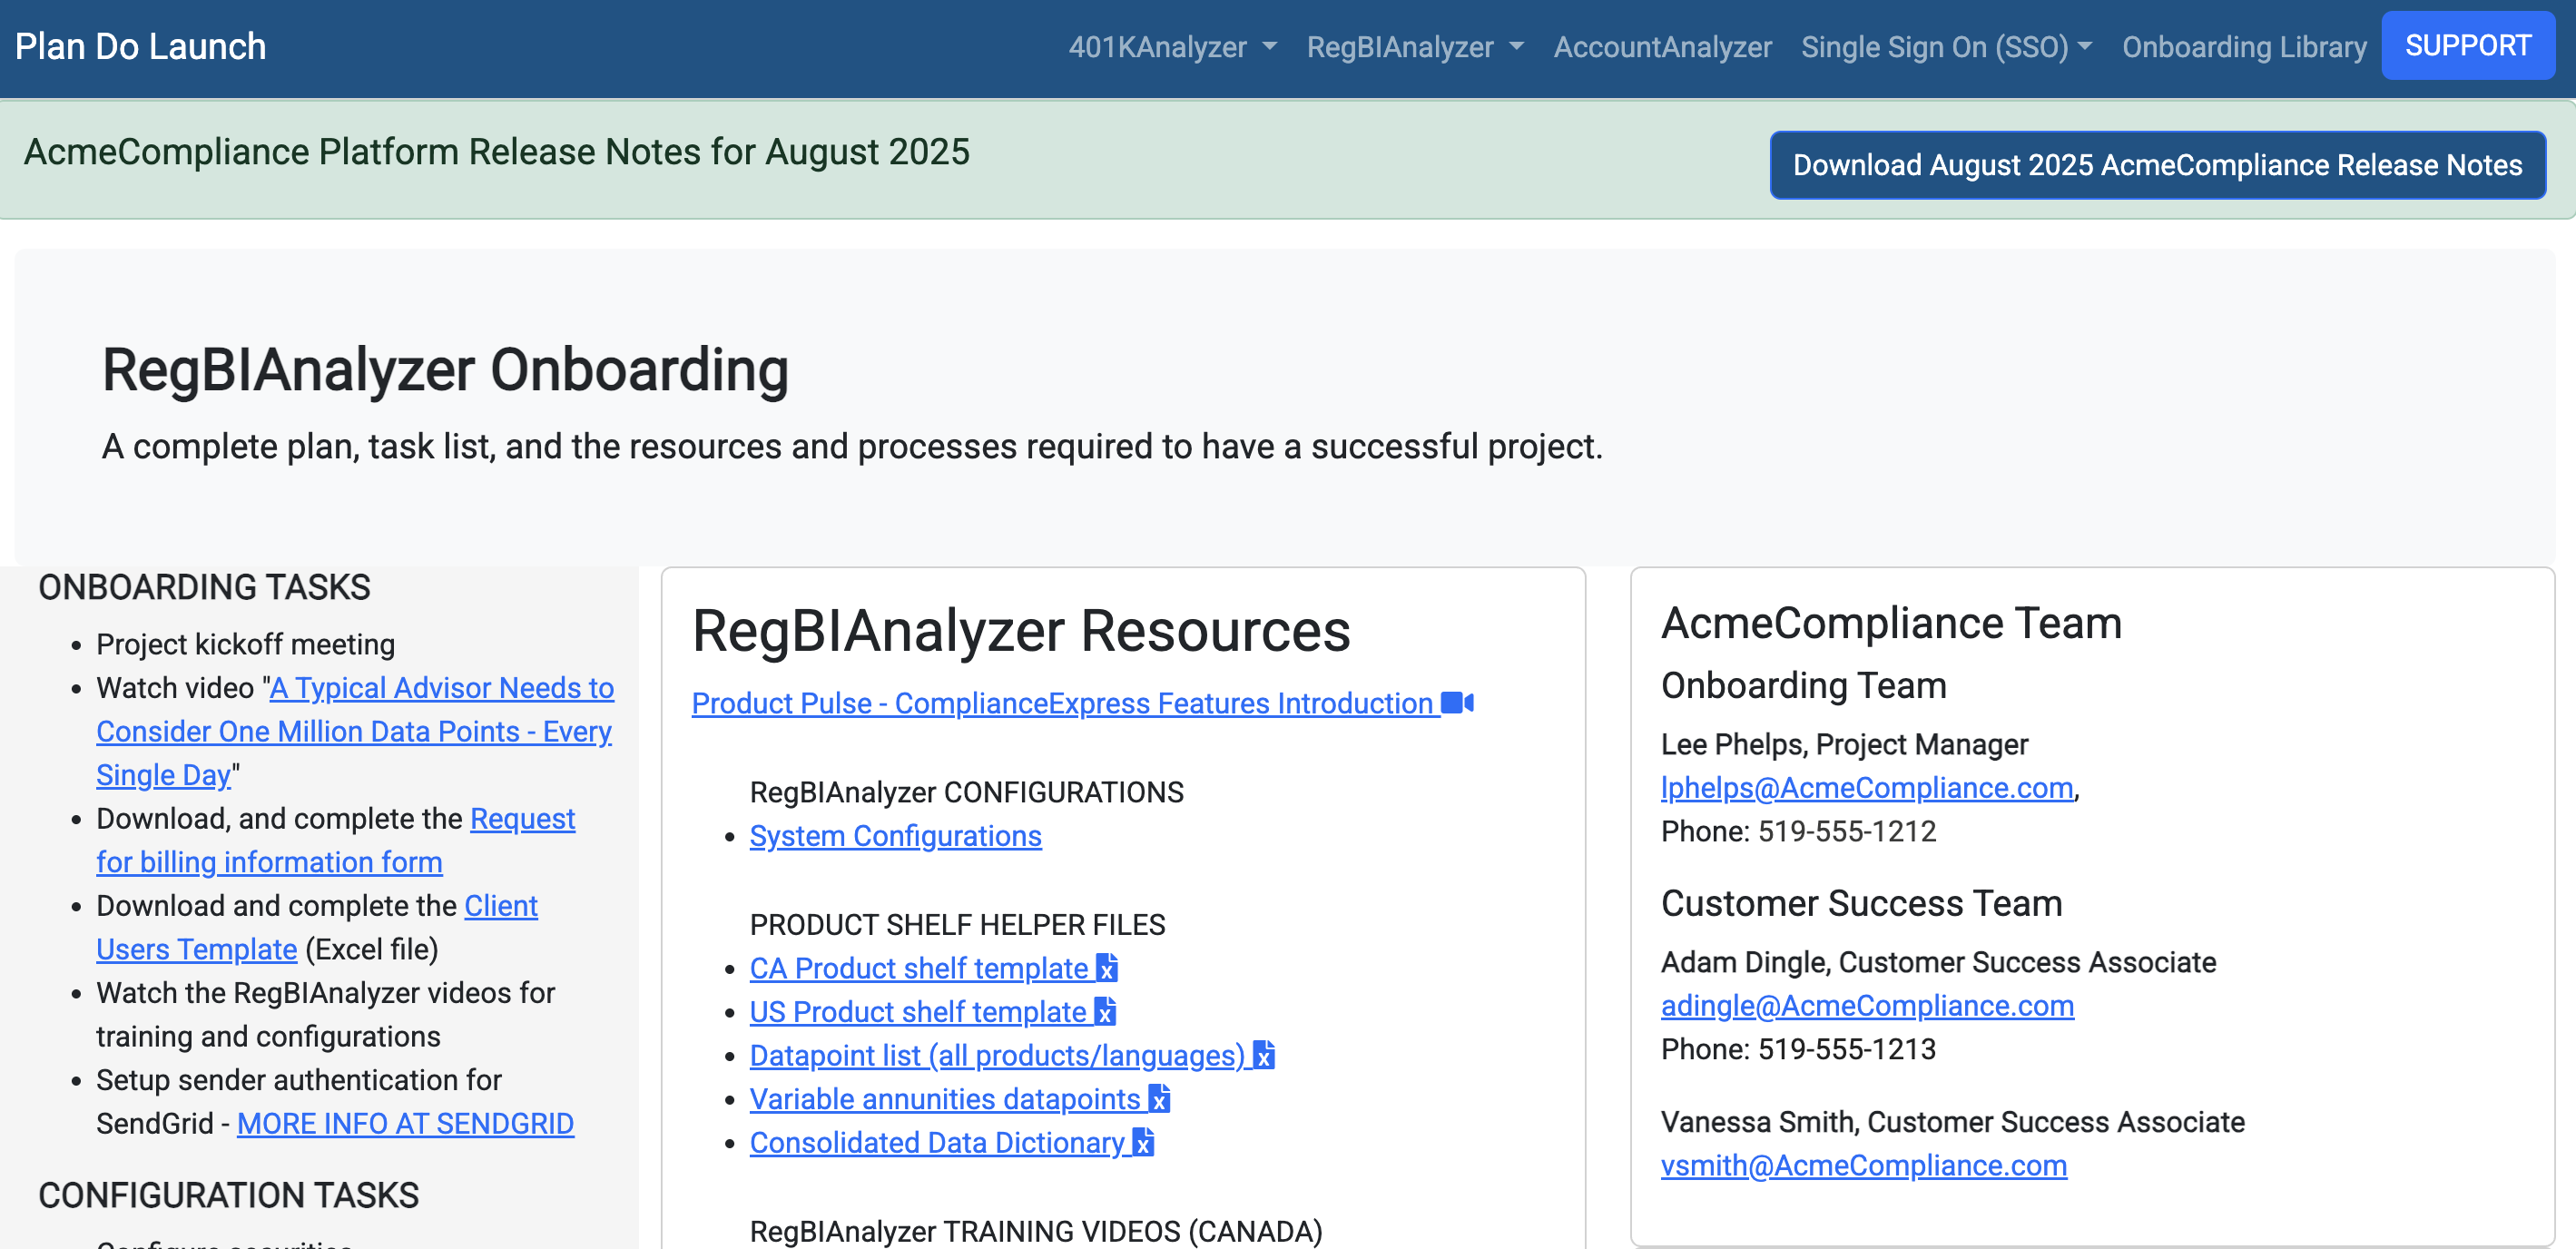 Plan Do Launch
401KAnalyzer
RegBIAnalyzer
AccountAnalyzer
Single Sign On (SSO)
Onboarding Library
SUPPORT
AcmeCompliance Platform Release Notes for August 2025
Download August 2025 AcmeCompliance Release Notes
RegBIAnalyzer Onboarding
A complete plan, task list, and the resources and processes required to have a successful project.
ONBOARDING TASKS
• Project kickoff meeting
• Watch video "A Typical Advisor Needs to
Consider One Million Data Points - Every
Single Day"
• Download, and complete the Request
for billing information form
• Download and complete the Client
Users Template (Excel file)
• Watch the RegBIAnalyzer videos for
training and configurations
• Setup sender authentication for
SendGrid - MORE INFO AT SENDGRID
CONFIGURATION TASKS
Configure securities
RegBIAnalyzer Resources
Product Pulse - ComplianceExpress Features Introduction
RegBIAnalyzer CONFIGURATIONS
• System Configurations
PRODUCT SHELF HELPER FILES
• CA Product shelf template
• US Product shelf template
• Datapoint list (all products/languages)
• Variable annunities datapoints
• Consolidated Data Dictionary
RegBIAnalyzer TRAINING VIDEOS (CANADA)
AcmeCompliance Team
Onboarding Team
Lee Phelps, Project Manager
lphelps@AcmeCompliance.com,
Phone: 519-555-1212
Customer Success Team
Adam Dingle, Customer Success Associate
adingle@AcmeCompliance.com
Phone: 519-555-1213
Vanessa Smith, Customer Success Associate
vsmith@AcmeCompliance.com